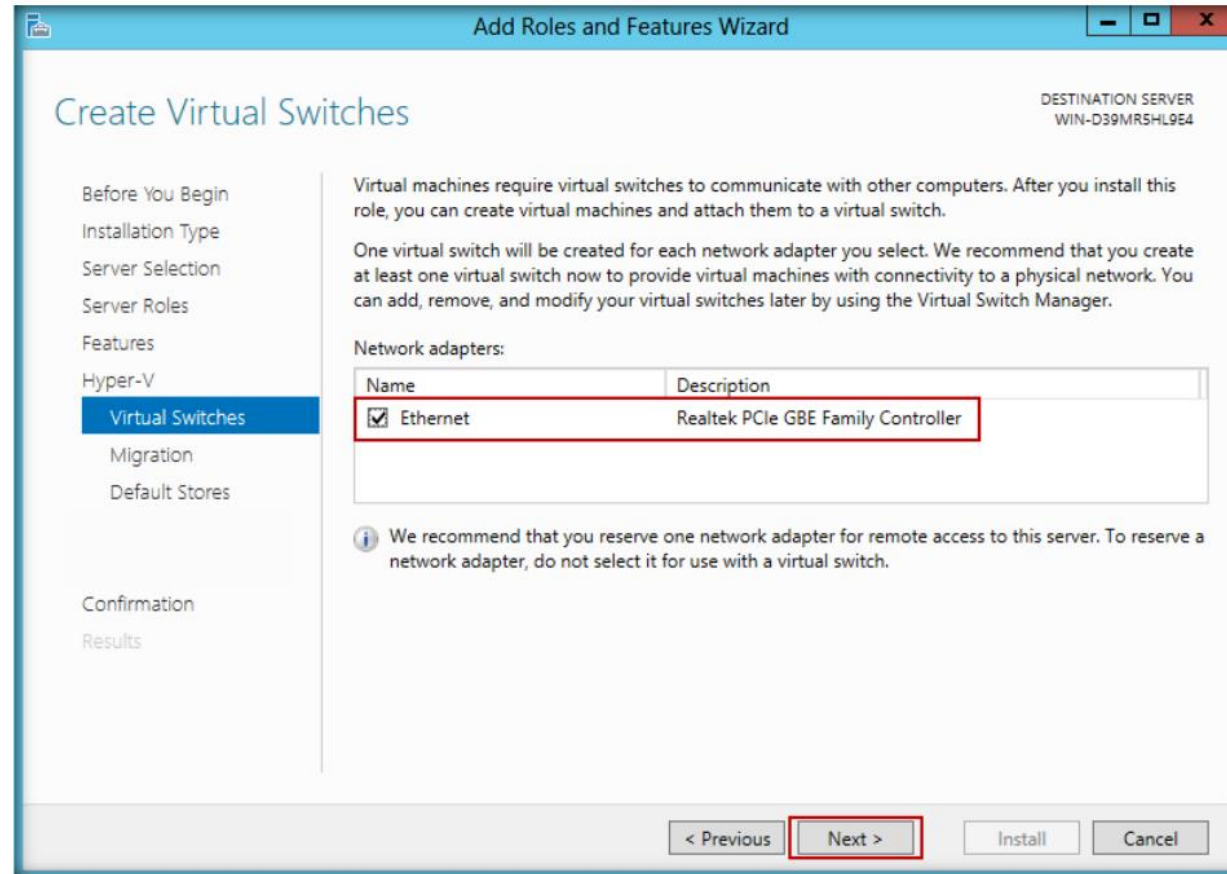 Add Roles and Features Wizard
Create Virtual Switches
DESTINATION SERVER
WIN-D39MR5HL9E4
Before You Begin
Installation Type
Server Selection
Server Roles
Features
Hyper-V
Virtual Switches
Migration
Default Stores
Confirmation
Results
Virtual machines require virtual switches to communicate with other computers. After you install this
role, you can create virtual machines and attach them to a virtual switch.
One virtual switch will be created for each network adapter you select. We recommend that you create
at least one virtual switch now to provide virtual machines with connectivity to a physical network. You
can add, remove, and modify your virtual switches later by using the Virtual Switch Manager.
Network adapters:
Name Description
Ethernet Realtek PCIe GBE Family Controller
We recommend that you reserve one network adapter for remote access to this server. To reserve a
network adapter, do not select it for use with a virtual switch.
< Previous Next > Install Cancel